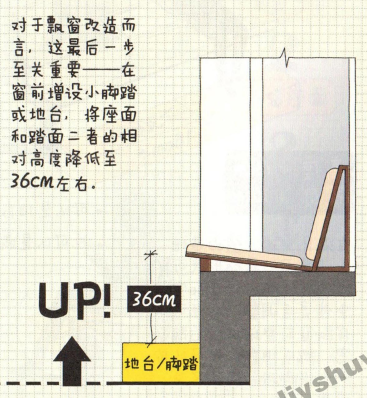 对于飘窗改造而
言，这最后一步
至关重要——在
窗前增设小脚踏
或地台，将座面
和踏面二者的相
对高度降低至
36CM左右.
UP!
36CM
地台/脚踏